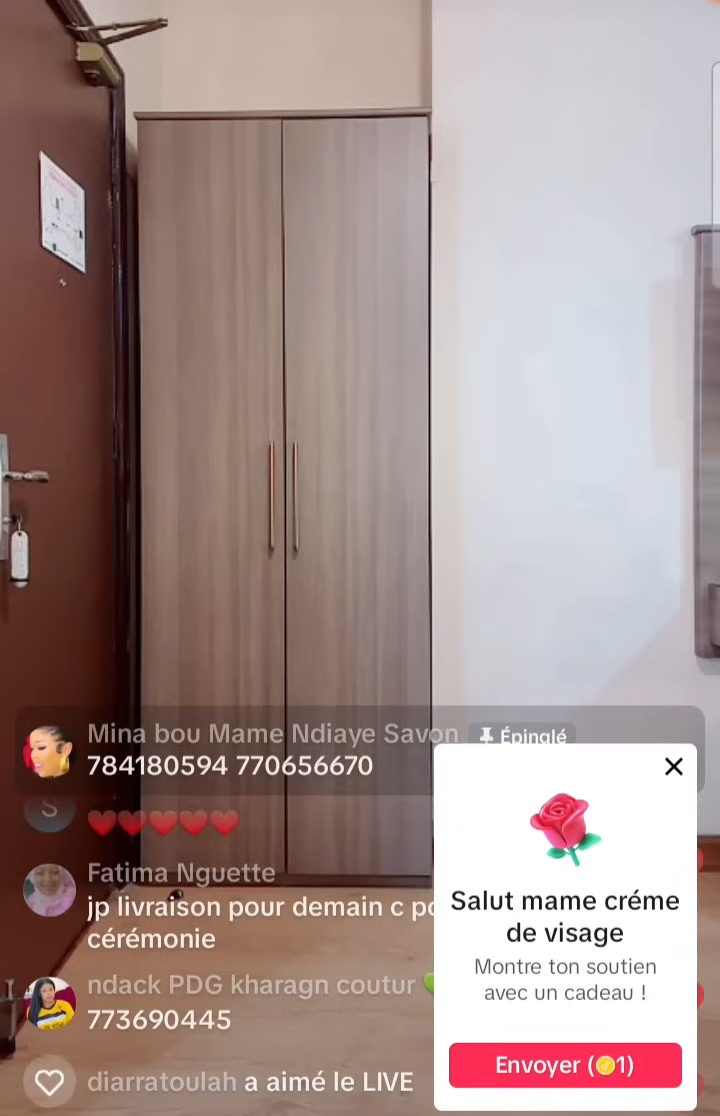 Mina bou Mame Ndiaye Savon
Épinglé
784180594 770656670
S
Fatima Nguette
jp livraison pour demain c
cérémonie
ndack PDG kharagn coutur
773690445
diarratoulah a aimé le LIVE
Salut mame créme
de visage
Montre ton soutien
avec un cadeau !
Envoyer (1)